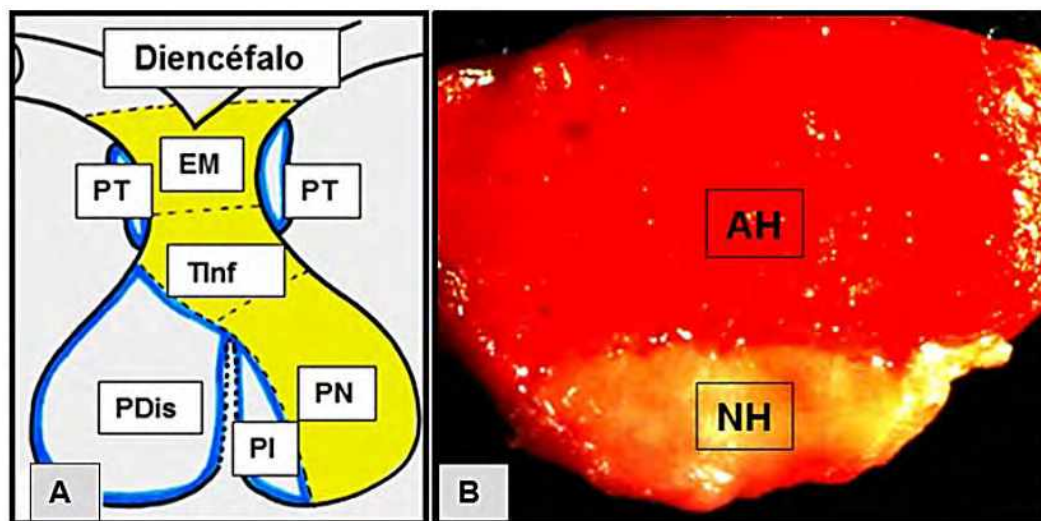 Diencéfalo
EM
PT
PT
TInf
PDis
PN
PI
A
AH
NH
B